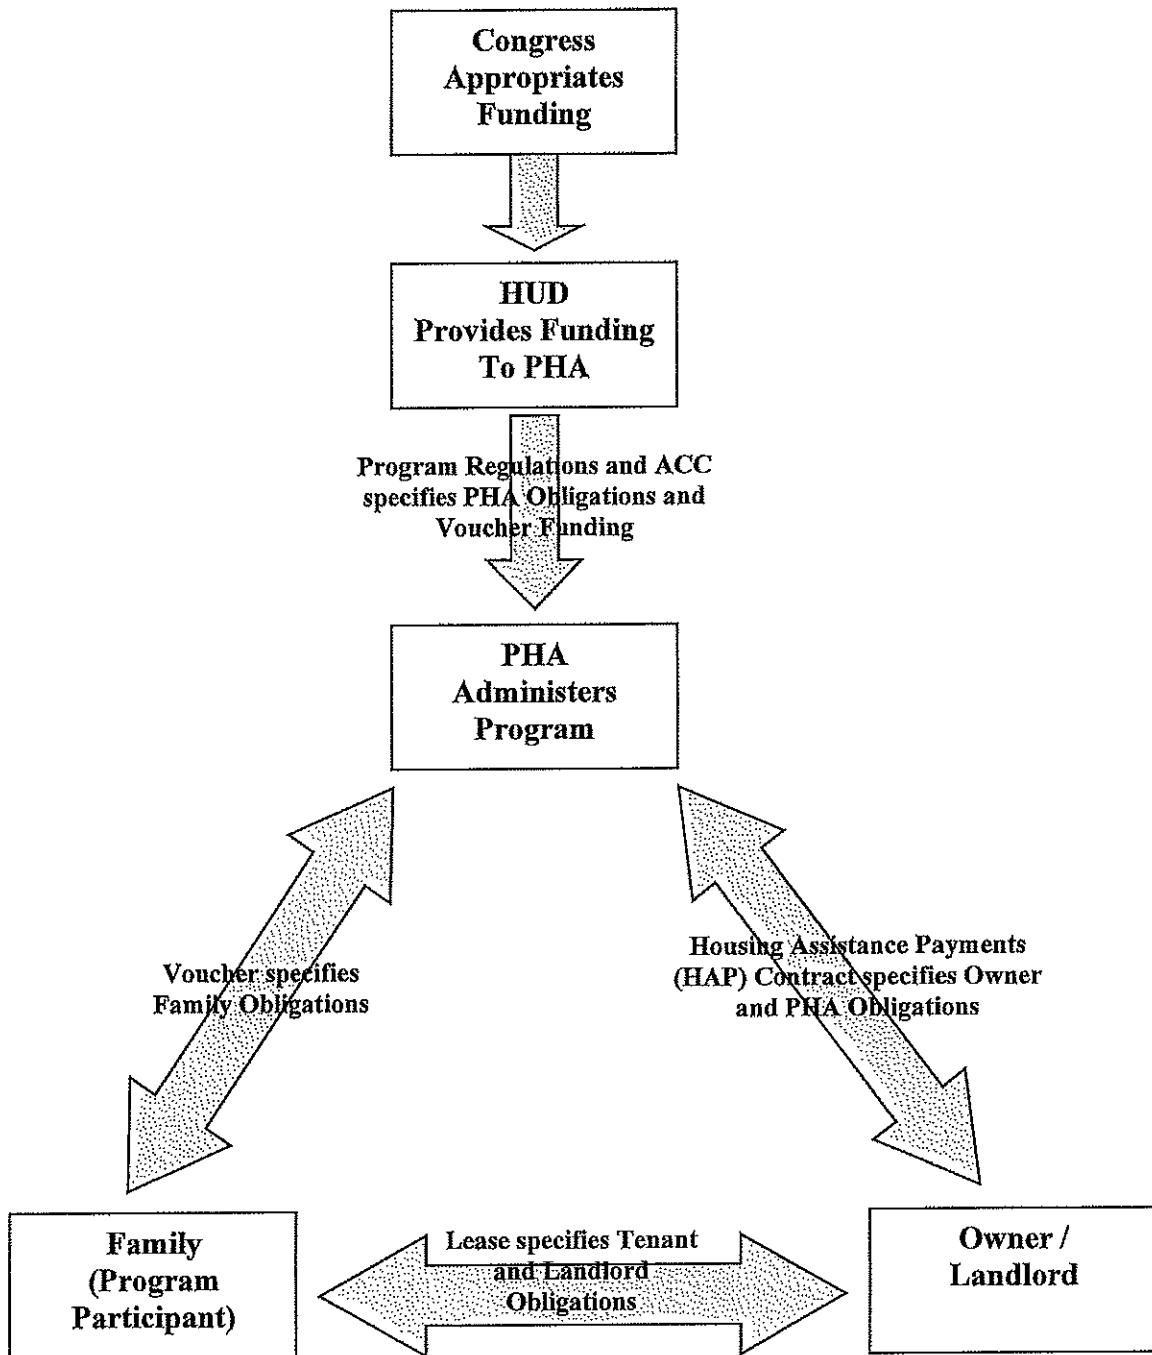 Congress
Appropriates
Funding
HUD
Provides Funding
To PHA
Program Regulations and ACC
specifies PHA Obligations and
Voucher Funding
PHA
Administers
Program
Voucher specifies
Family Obligations
Housing Assistance Payments
(HAP) Contract specifies Owner
and PHA Obligations
Family
(Program
Participant)
Lease specifies Tenant
and Landlord
Obligations
Owner /
Landlord